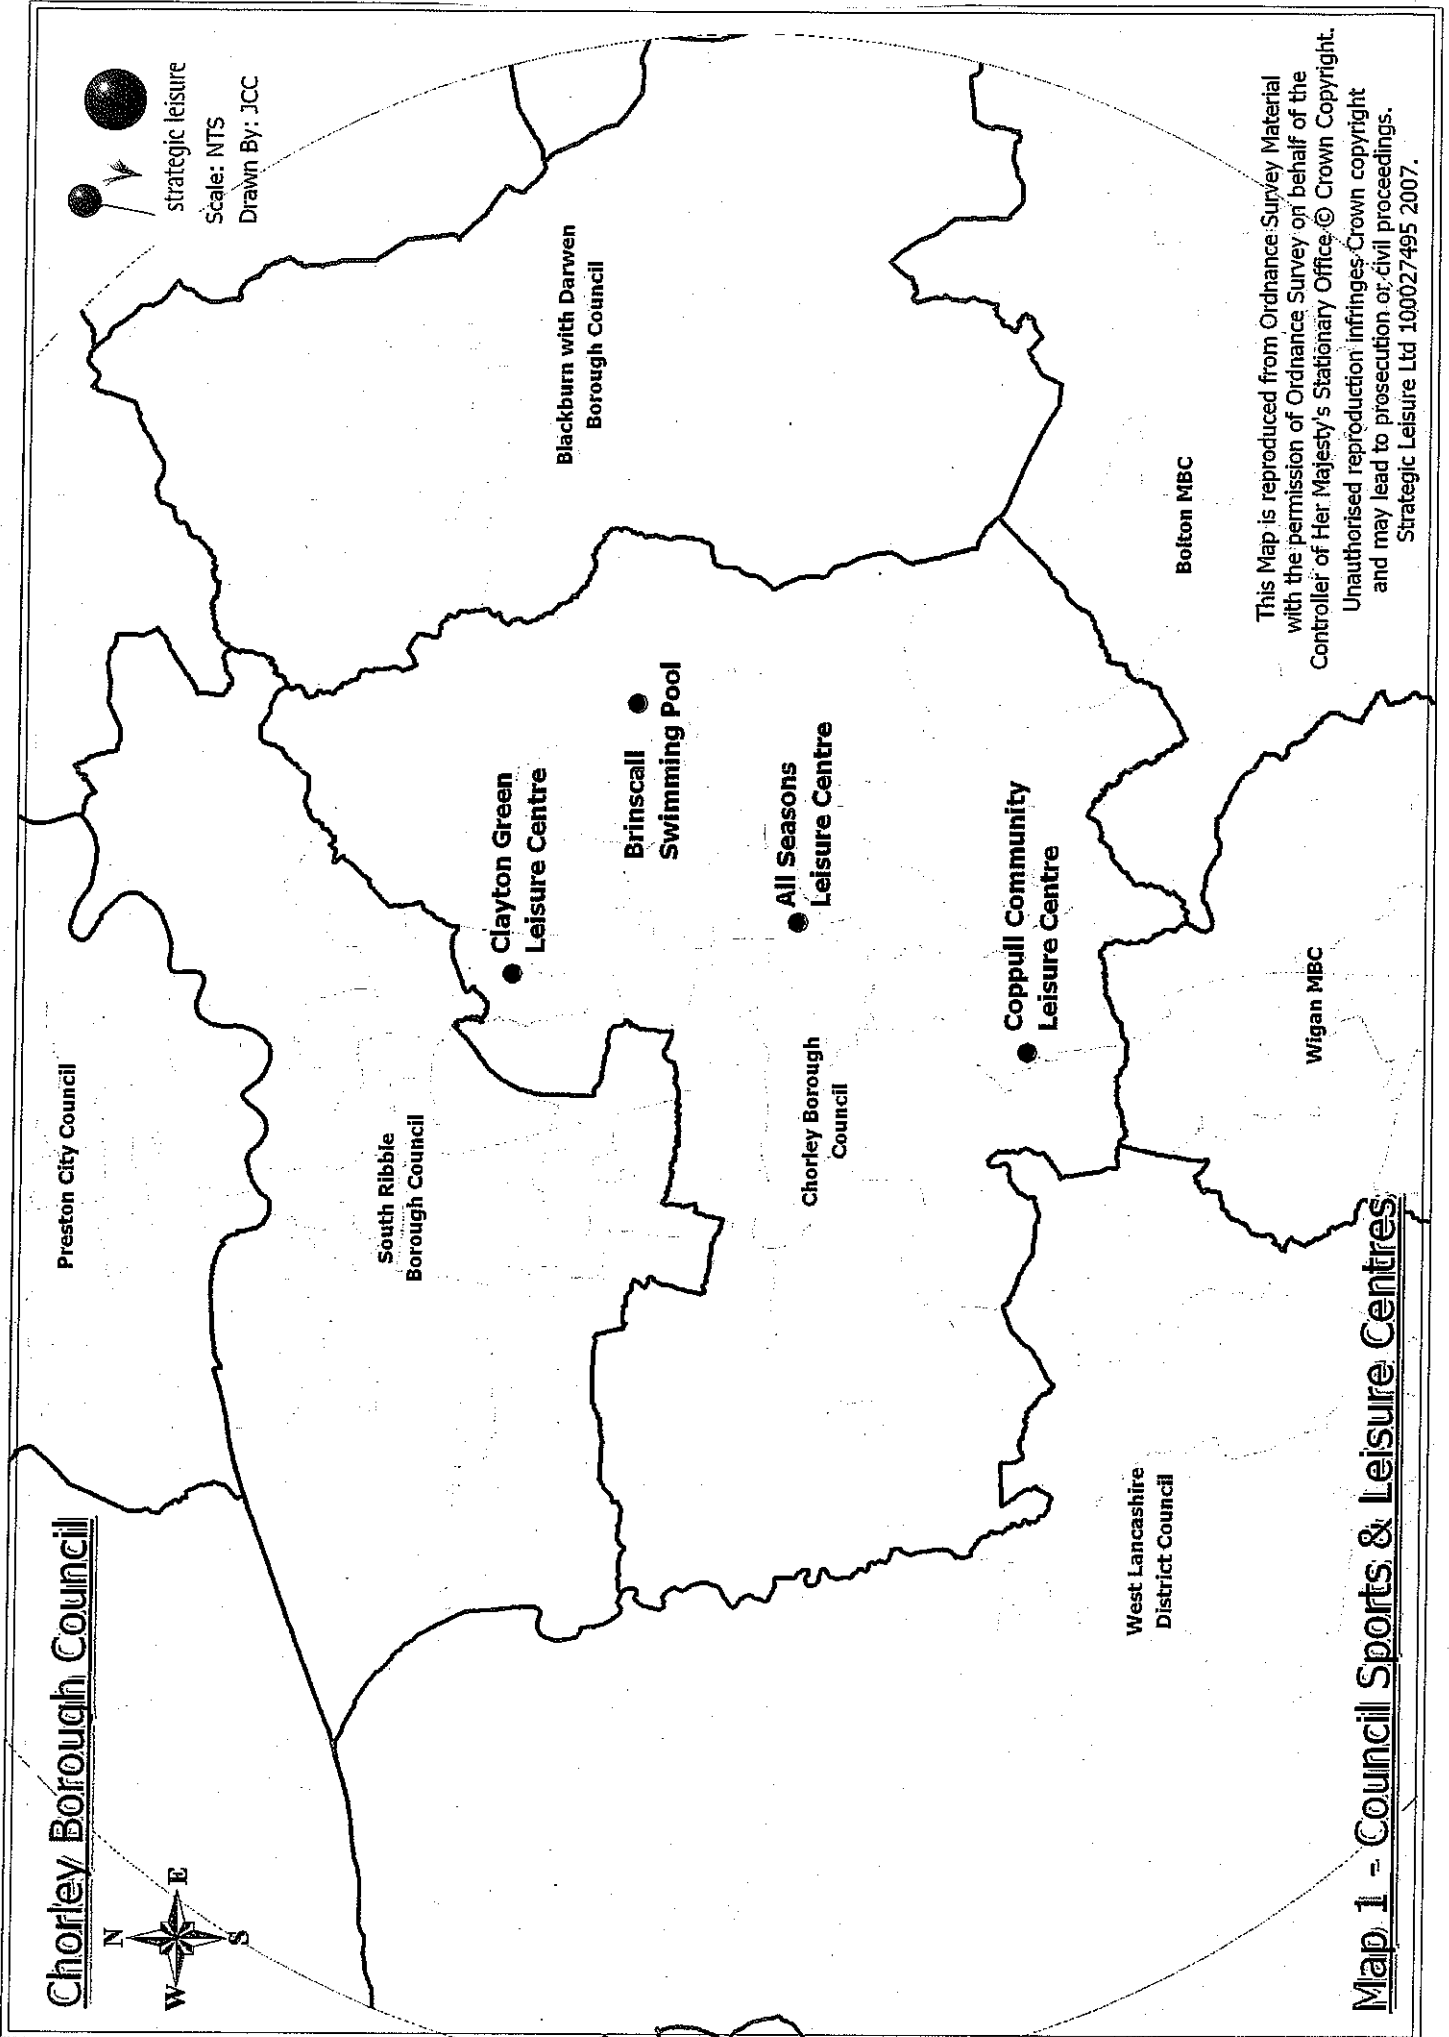 Chorley Borough Council
N
W
E
S
strategic leisure
Scale: NTS
Drawn By: JCC
Preston City Council
South Ribble
Borough Council
Blackburn with Darwen
Borough Council
Clayton Green
Leisure Centre
Brinscall
Swimming Pool
All Seasons
Leisure Centre
Chorley Borough
Council
Coppull Community
Leisure Centre
West Lancashire
District Council
Wigan MBC
Bolton MBC
This Map is reproduced from Ordnance Survey Material
with the permission of Ordnance Survey on behalf of the
Controller of Her Majesty's Stationary Office © Crown Copyright.
Unauthorised reproduction infringes Crown copyright
and may lead to prosecution or civil proceedings.
Strategic Leisure Ltd 100027495 2007.
Map 1 - Council Sports & Leisure Centres